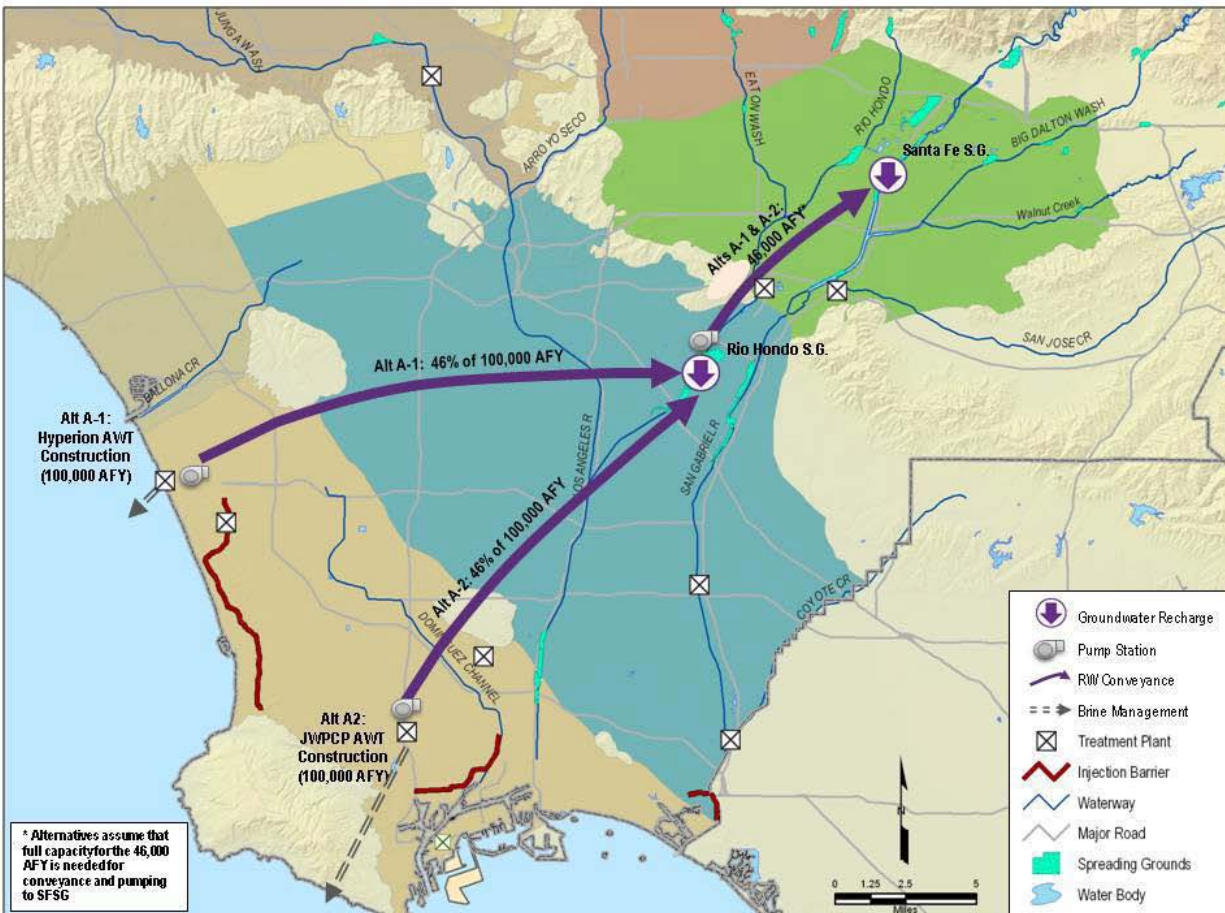 JUNGA WASH
EATON WASH
RIO HONDO
BIG DALTON WASH
ARROYO SECO
Santa Fe S.G.
Walnut Creek
Alts A-1 & A-2:
46,000 AFY*
SAN JOSE CR
Rio Hondo S.G.
BALLONA CR
Alt A-1: 46% of 100,000 AFY
Alt A-1:
Hyperion AWT
Construction
(100,000 AFY)
OS ANGELES R
SAN GABRIEL R
Alt A-2: 46% of 100,000 AFY
COYOTE CR
DOMINGUEZ CHANNEL
Alt A2:
JWPCP AWT
Construction
(100,000 AFY)
* Alternatives assume that
full capacity for the 46,000
AFY is needed for
conveyance and pumping
to SFSG
Groundwater Recharge
Pump Station
RW Conveyance
Brine Management
Treatment Plant
Injection Barrier
Waterway
Major Road
Spreading Grounds
Water Body
N
0 1.25 2.5 5
Miles